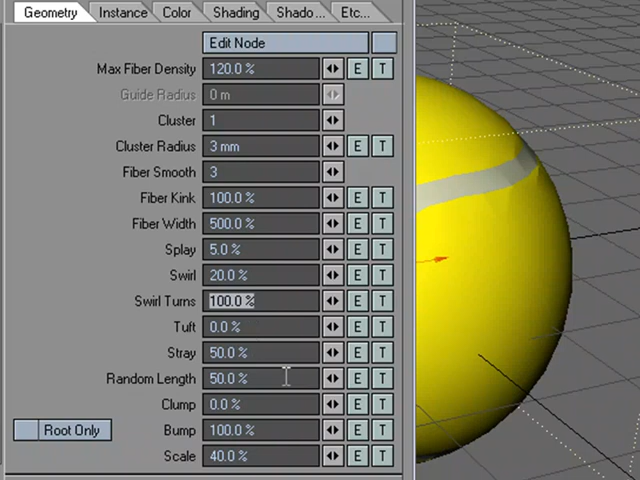 Geometry Instance Color Shading Shado... Etc...
Edit Node
Max Fiber Density 120.0 % E T
Guide Radius 0 m
Cluster 1
Cluster Radius 3 mm E T
Fiber Smooth 3
Fiber Kink 100.0 % E T
Fiber Width 500.0 % E T
Splay 5.0 % E T
Swirl 20.0 % E T
Swirl Turns 100.0 % E T
Tuft 0.0 % E T
Stray 50.0 % E T
Random Length 50.0 % E T
Clump 0.0 % E T
Root Only Bump 100.0 % E T
Scale 40.0 % E T